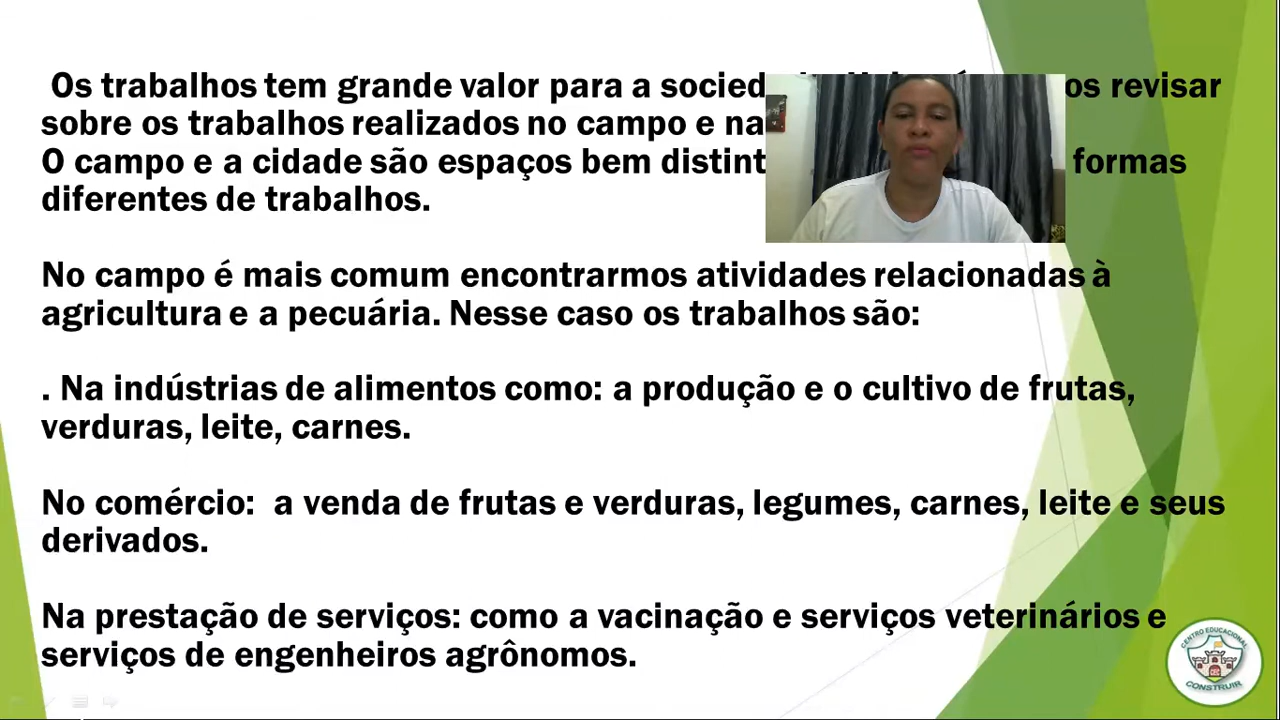 Os trabalhos tem grande valor para a os revisar
sobre os trabalhos realizados no campo e na
O campo e a cidade são espaços bem formas
diferentes de trabalhos.
No campo é mais comum encontrarmos atividades relacionadas à
agricultura e a pecuária. Nesse caso os trabalhos são:
. Na indústrias de alimentos como: a produção e o cultivo de frutas,
verduras, leite, carnes.
No comércio: a venda de frutas e verduras, legumes, carnes, leite e seus
derivados.
Na prestação de serviços: como a vacinação e serviços veterinários e
serviços de engenheiros agrônomos.
CENTRO EDUCACIONAL
CONSTRUIR